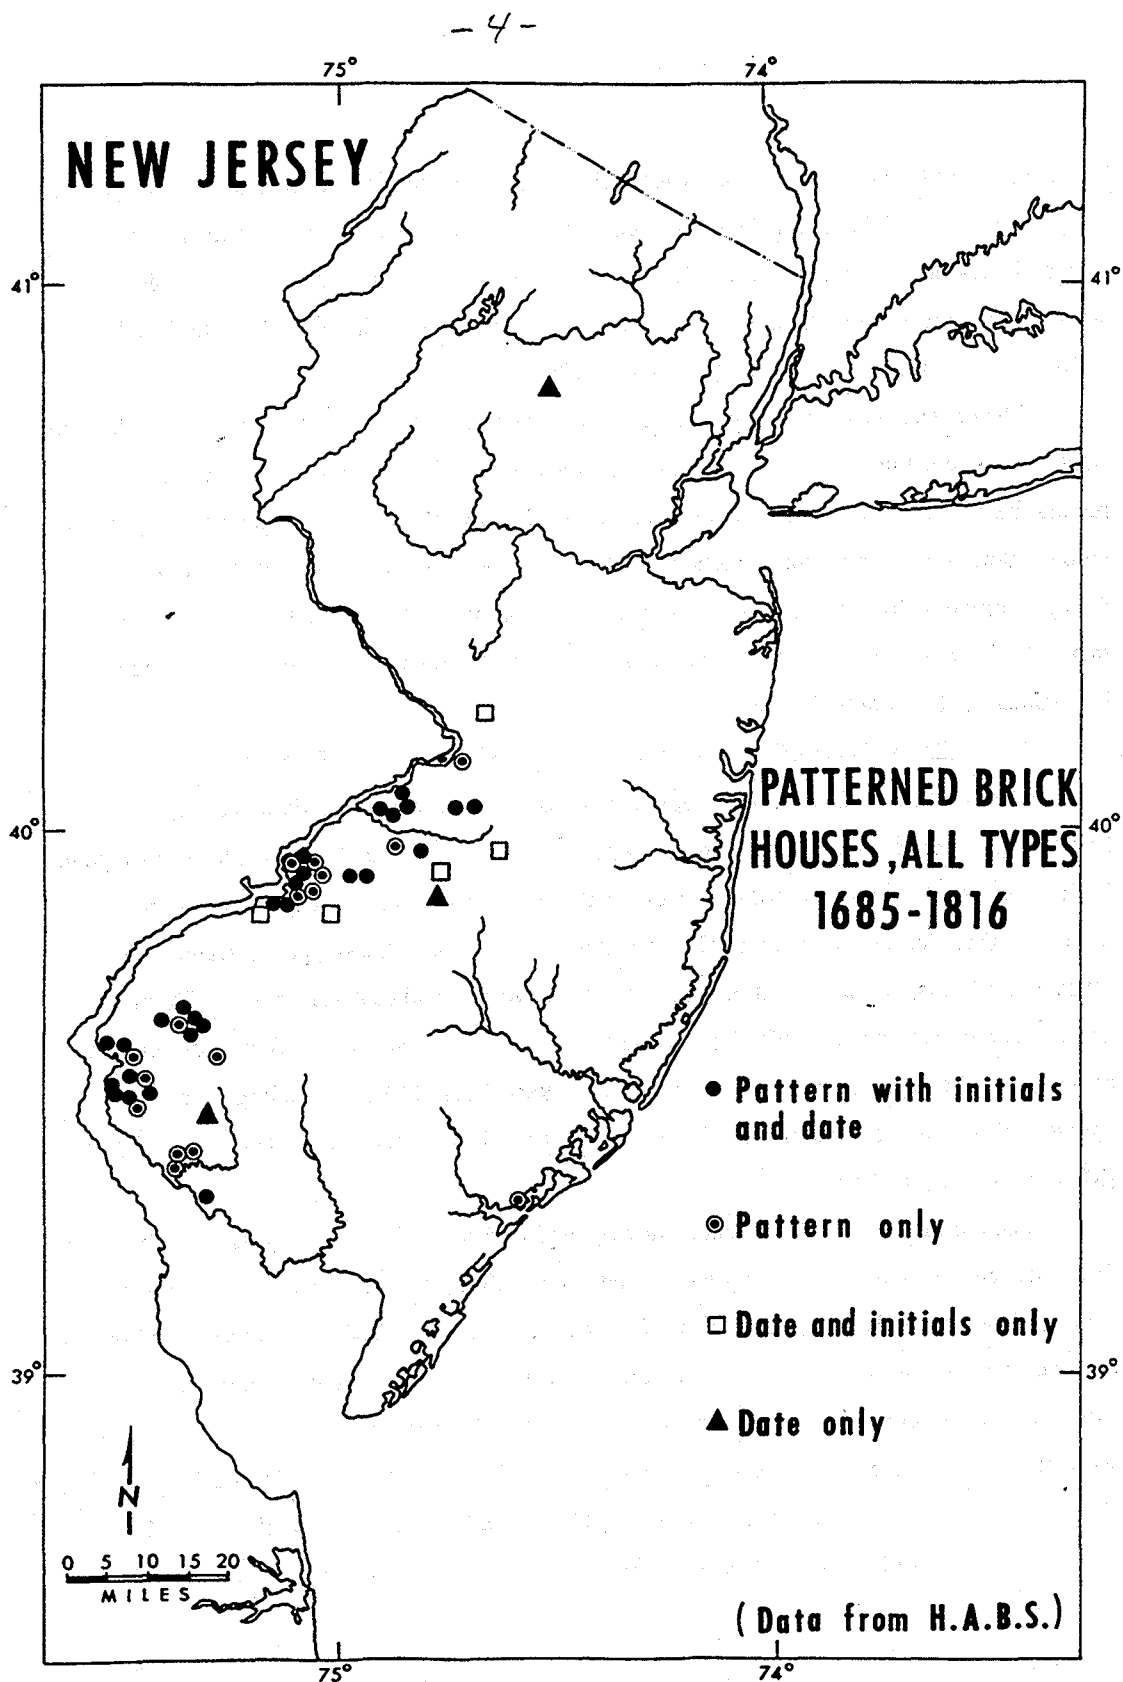 - 4 -
75° 74°
NEW JERSEY
41° 41°
PATTERNED BRICK
HOUSES, ALL TYPES
1685-1816
40° 40°
Pattern with initials
and date
Pattern only
Date and initials only
39° 39°
Date only
N
0 5 10 15 20
MILES
(Data from H.A.B.S.)
75° 74°